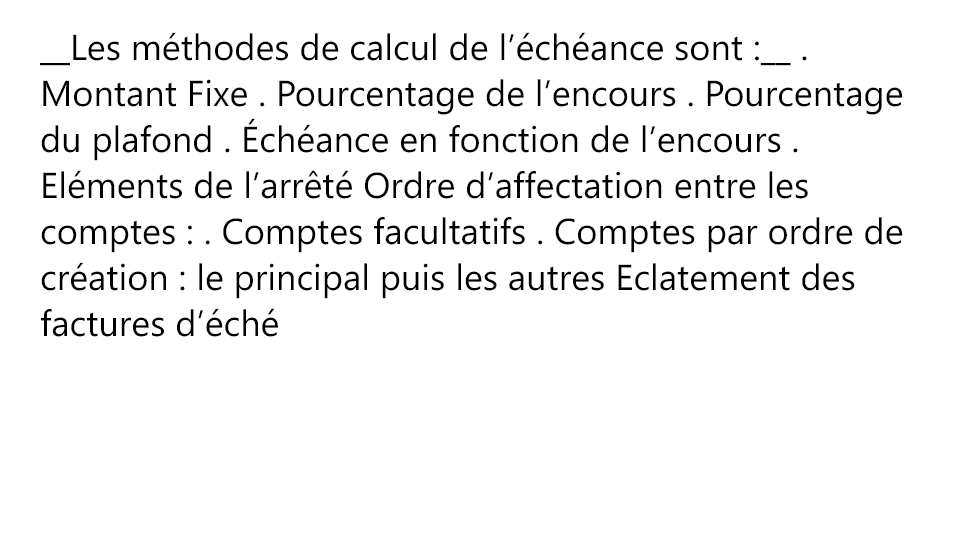 __Les méthodes de calcul de l’échéance sont :__ .
Montant Fixe . Pourcentage de l’encours . Pourcentage
du plafond . Échéance en fonction de l’encours .
Eléments de l’arrêté Ordre d’affectation entre les
comptes : . Comptes facultatifs . Comptes par ordre de
création : le principal puis les autres Eclatement des
factures d’éché